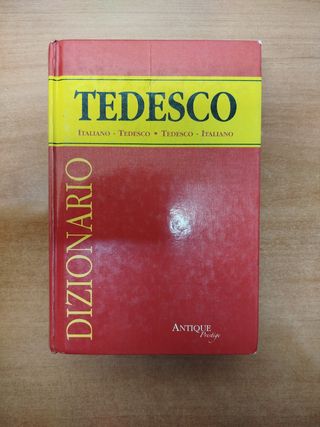 TEDESCO
ITALIANO - TEDESCO • TEDESCO - ITALIANO
DIZIONARIO
ANTIQUE
Prestige